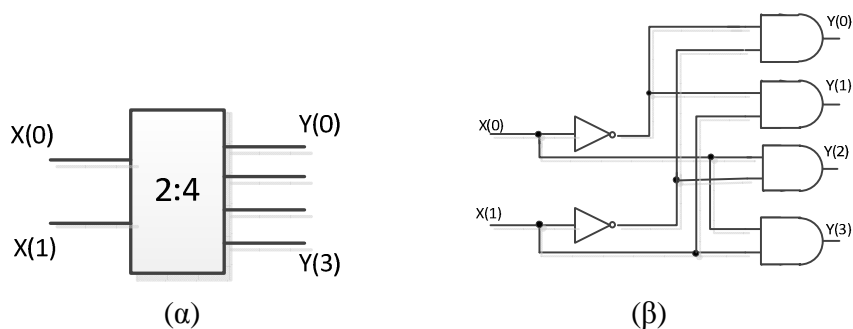 X(0)
X(1)
2:4
Y(0)
Y(3)
(α)
X(0)
X(1)
Y(0)
Y(1)
Y(2)
Y(3)
(β)